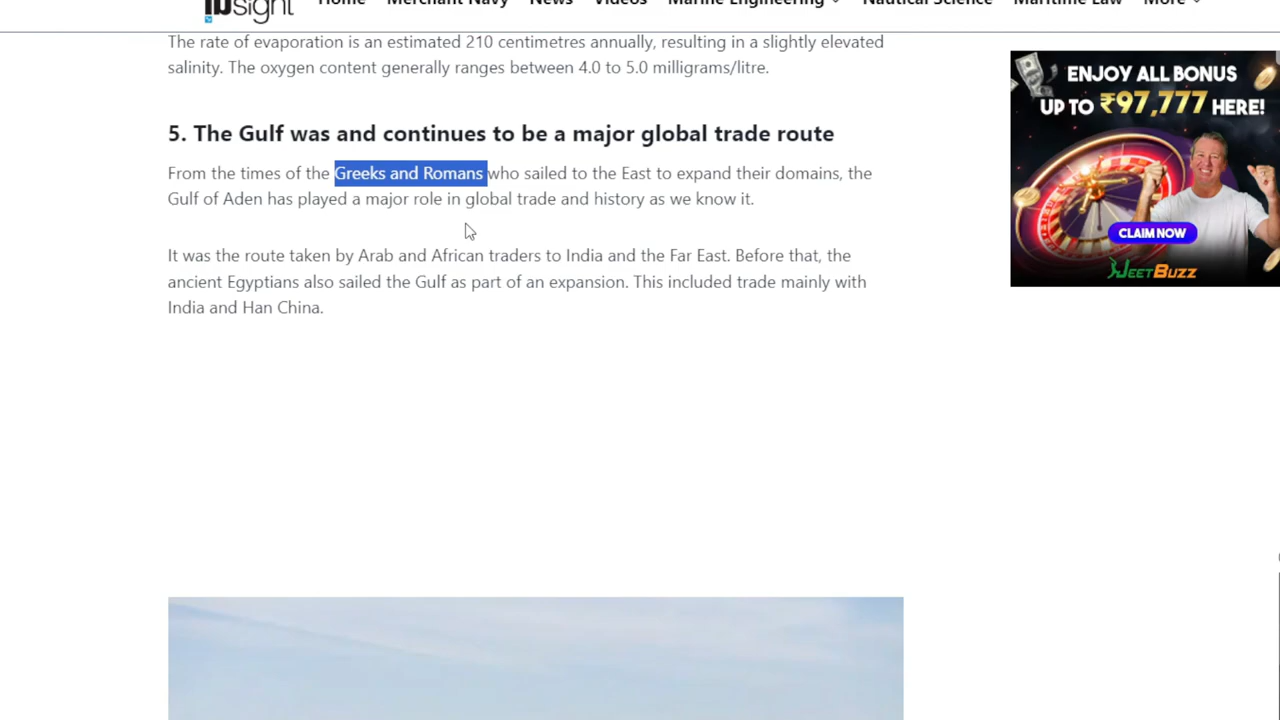 Home Merchant Navy News Videos Marine Engineering Nautical Science Maritime Law More
The rate of evaporation is an estimated 210 centimetres annually, resulting in a slightly elevated
salinity. The oxygen content generally ranges between 4.0 to 5.0 milligrams/litre.
5. The Gulf was and continues to be a major global trade route
From the times of the Greeks and Romans who sailed to the East to expand their domains, the
Gulf of Aden has played a major role in global trade and history as we know it.
It was the route taken by Arab and African traders to India and the Far East. Before that, the
ancient Egyptians also sailed the Gulf as part of an expansion. This included trade mainly with
India and Han China.
ENJOY ALL BONUS
UP TO ₹97,777 HERE!
CLAIM NOW
JEETBUZZ